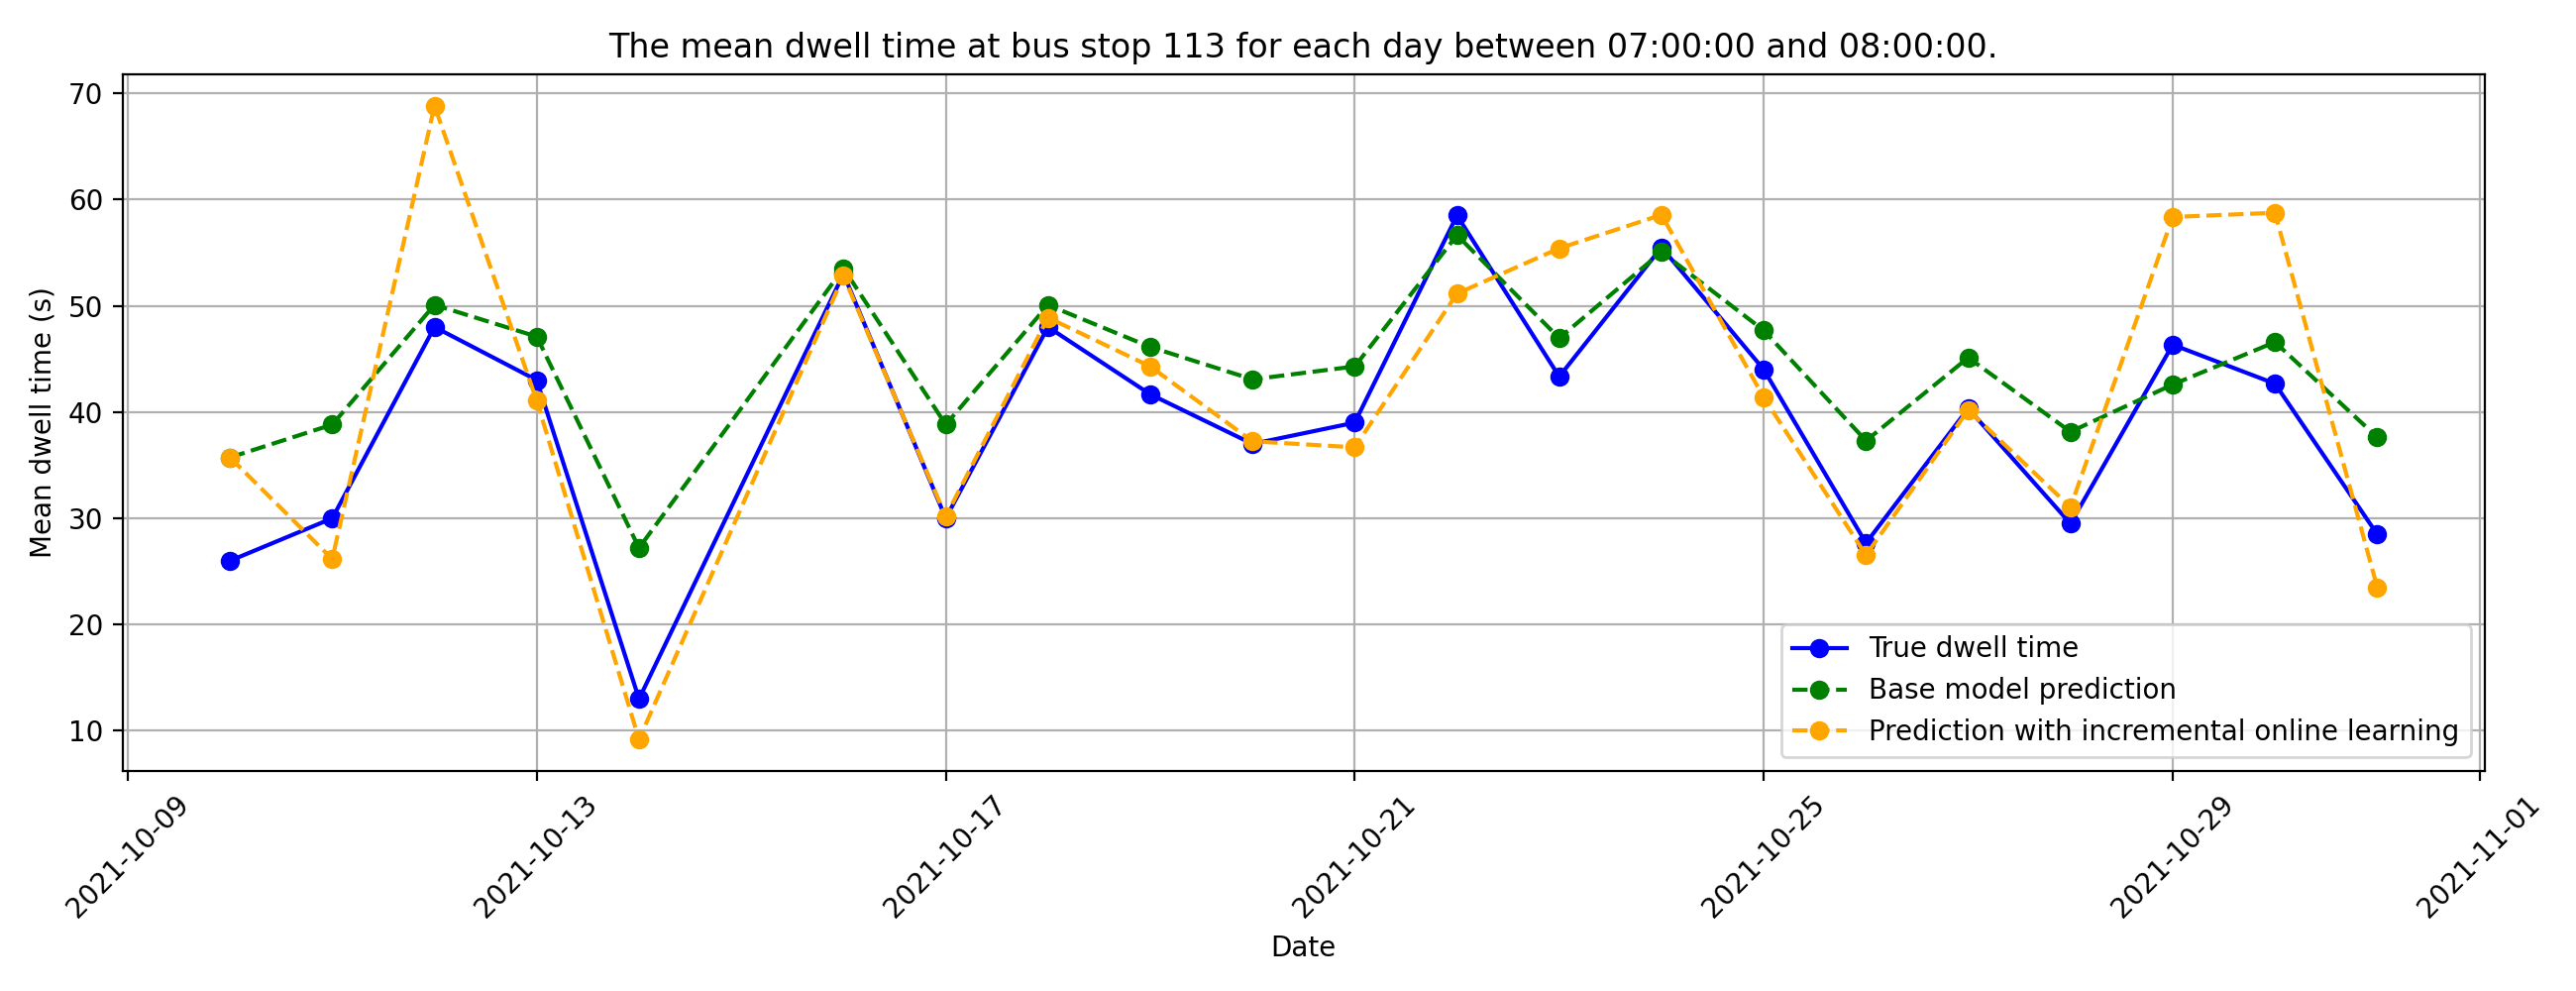 The mean dwell time at bus stop 113 for each day between 07:00:00 and 08:00:00.
Mean dwell time (s)
70
60
50
40
30
20
10
True dwell time
Base model prediction
Prediction with incremental online learning
2021-10-09
2021-10-13
2021-10-17
2021-10-21
2021-10-25
2021-10-29
2021-11-01
Date